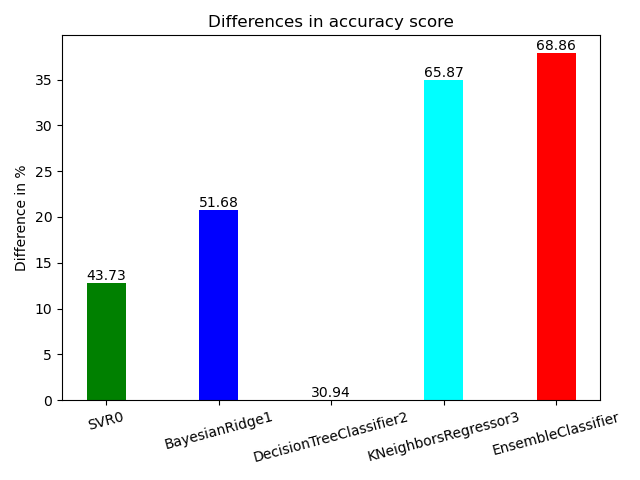 Differences in accuracy score
Difference in %
35
30
25
20
15
10
5
0
43.73
51.68
30.94
65.87
68.86
SVR0
BayesianRidge1
DecisionTreeClassifier2
KNeighborsRegressor3
EnsembleClassifier